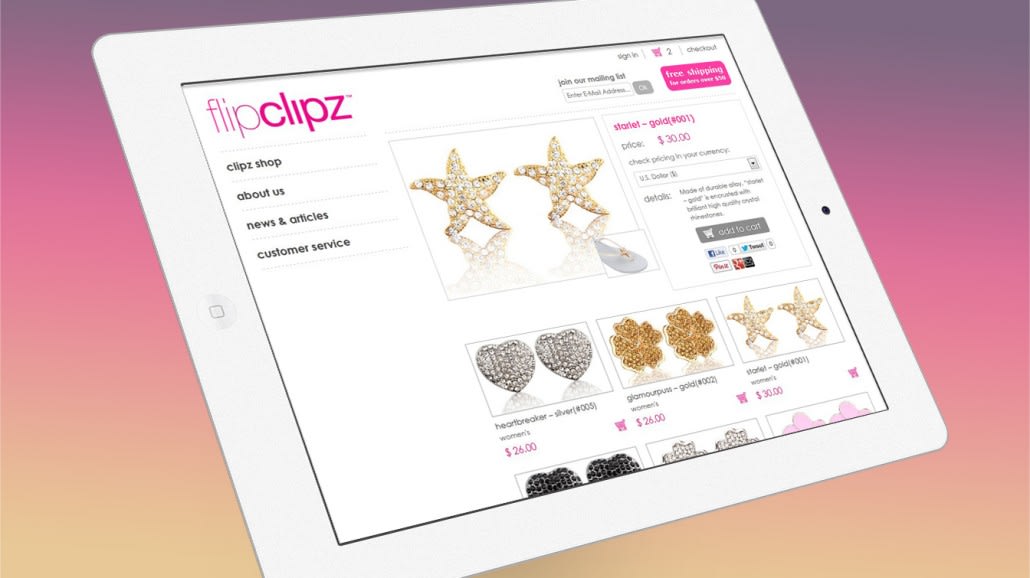 sign in
2
checkout
flipclipz™
join our mailing list
Enter E-Mail Address...
Ok
free shipping
for orders over $50
clipz shop
about us
news & articles
customer service
starlet – gold(#001)
price: $ 30.00
check pricing in your currency:
U.S. Dollar ($)
details:
Made of durable alloy, "starlet
– gold" is encrusted with
brilliant high quality crystal
rhinestones.
add to cart
Like 0 Tweet 0
Pin it
heartbreaker – silver(#005)
women's
$ 26.00
glamourpuss – gold(#002)
women's
$ 26.00
starlet – gold(#001)
women's
$ 30.00